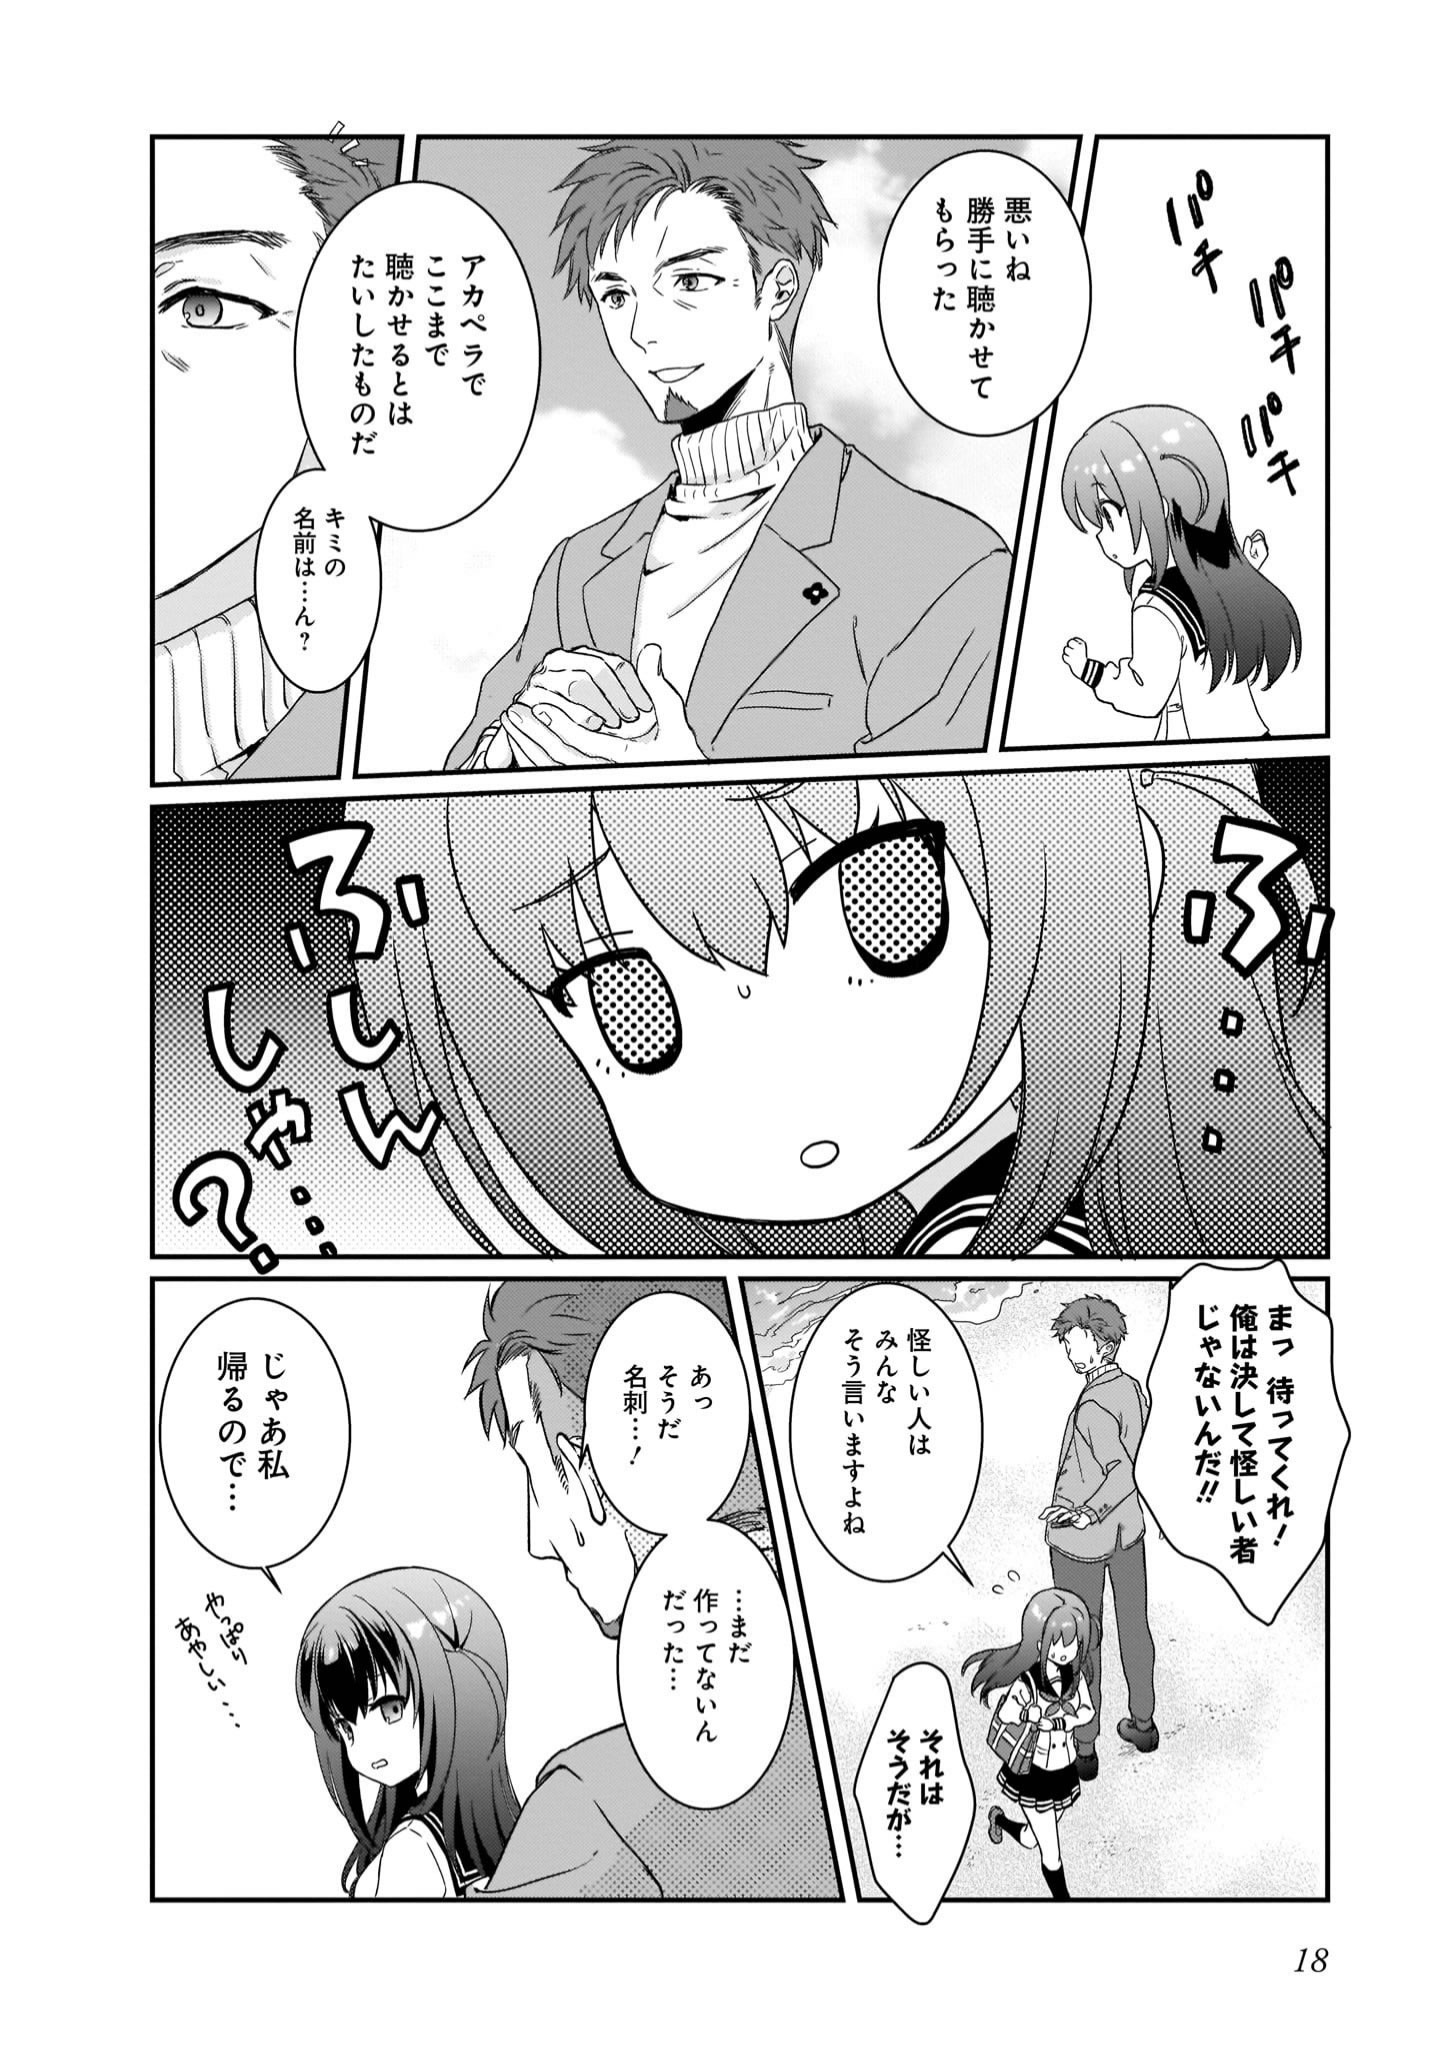 パチ
パチ
パチ
悪いね
勝手に聴かせて
もらった
アカペラで
ここまで
聴かせるとは
たいしたものだ
キミの
名前は…ん?
ふ……
ふしん
しゃ……?
まっ 待ってくれ!
俺は決して怪しい者
じゃないんだ!!
怪しい人は
みんな
そう言いますよね
それは
そうだが…
あっ
そうだ
名刺…!
…まだ
作ってないん
だった…
じゃあ私
帰るので…
やっぱり
あやしい...
18